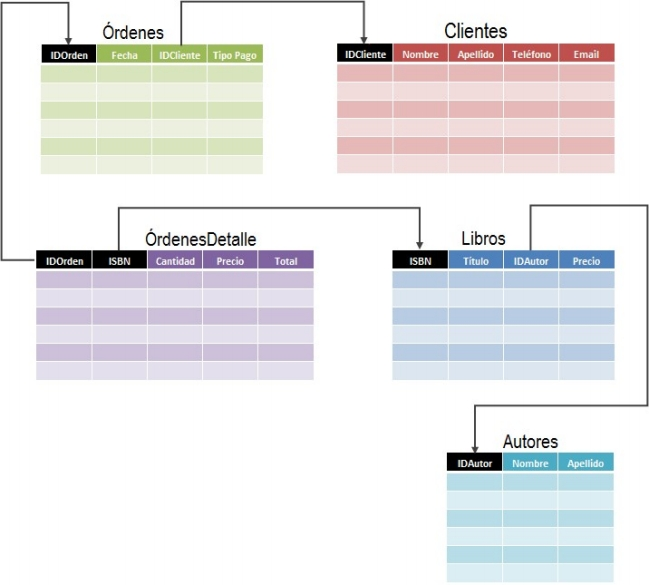 Órdenes
IDOrden Fecha IDCliente Tipo Pago
Clientes
IDCliente Nombre Apellido Teléfono Email
ÓrdenesDetalle
IDOrden ISBN Cantidad Precio Total
Libros
ISBN Título IDAutor Precio
Autores
IDAutor Nombre Apellido